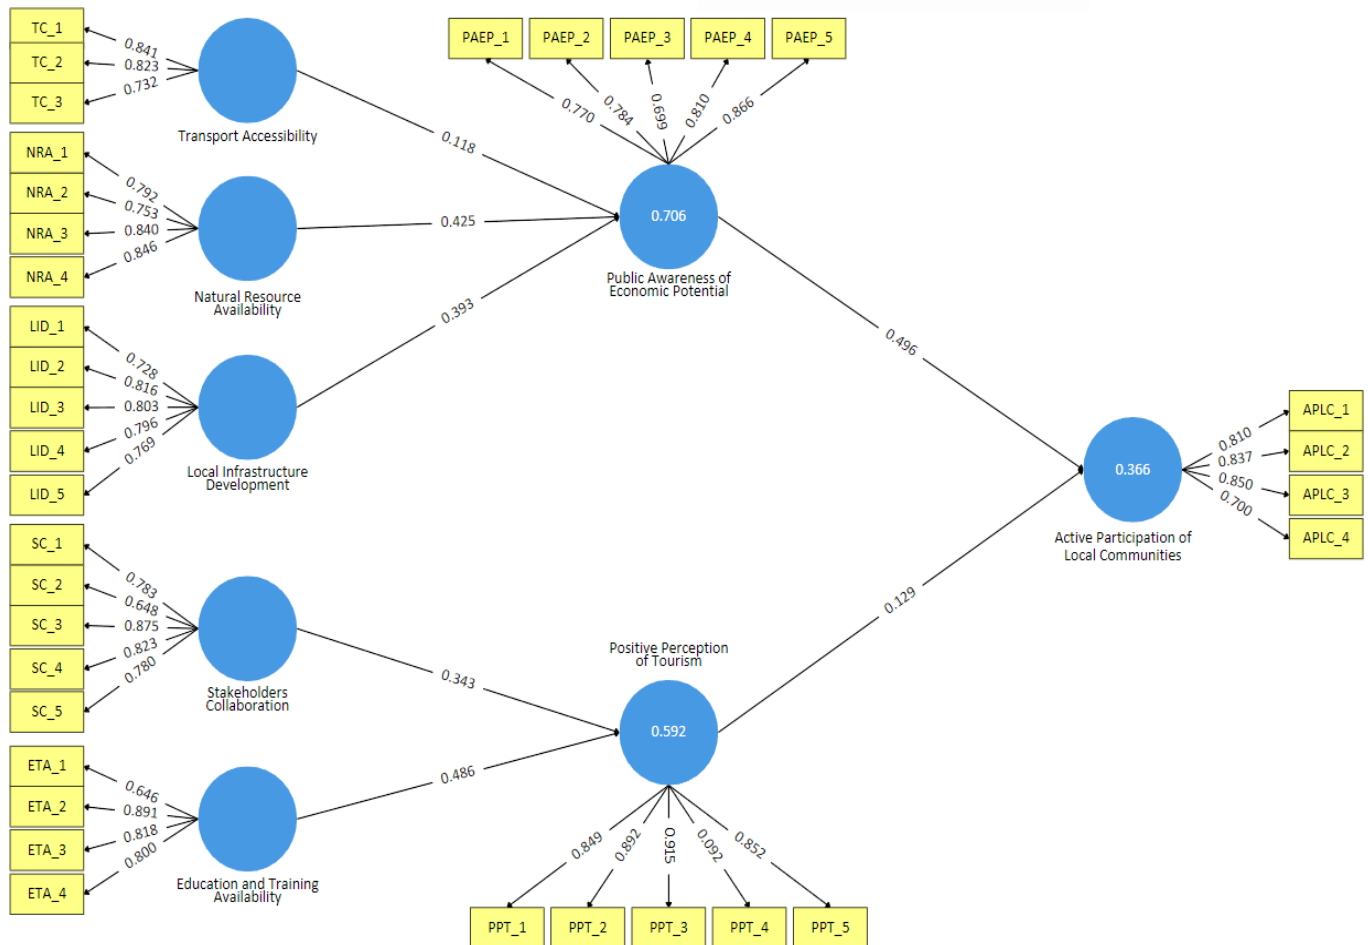 TC_1
TC_2
TC_3
0.841
0.823
0.732
Transport Accessibility
NRA_1
NRA_2
NRA_3
NRA_4
0.792
0.753
0.840
0.846
Natural Resource
Availability
LID_1
LID_2
LID_3
LID_4
LID_5
0.728
0.816
0.803
0.796
0.769
Local Infrastructure
Development
SC_1
SC_2
SC_3
SC_4
SC_5
0.783
0.648
0.875
0.823
0.780
Stakeholders
Collaboration
ETA_1
ETA_2
ETA_3
ETA_4
0.646
0.891
0.818
0.800
Education and Training
Availability
0.118
0.425
0.393
0.343
0.486
PAEP_1
PAEP_2
PAEP_3
PAEP_4
PAEP_5
0.770
0.784
0.699
0.810
0.866
0.706
Public Awareness of
Economic Potential
Positive Perception
of Tourism
0.592
0.849
0.892
0.915
0.092
0.852
PPT_1
PPT_2
PPT_3
PPT_4
PPT_5
0.496
0.129
0.366
Active Participation of
Local Communities
0.810
0.837
0.850
0.700
APLC_1
APLC_2
APLC_3
APLC_4